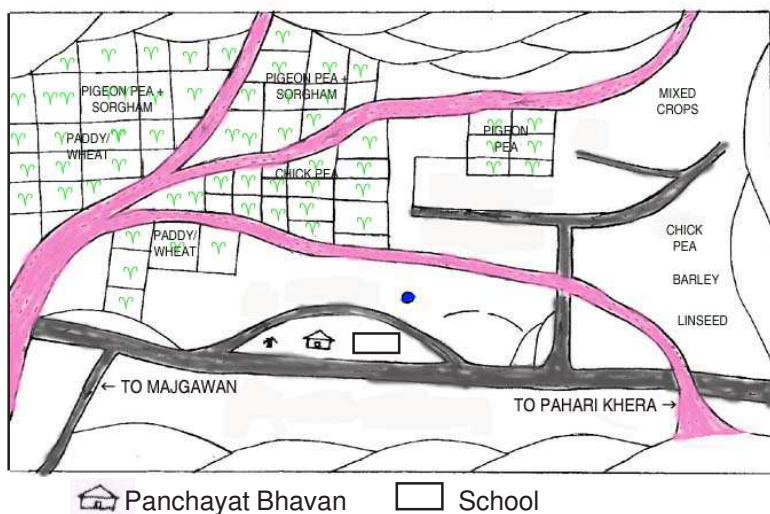 PIGEON PEA +
SORGHAM
PIGEON PEA +
SORGHAM
MIXED
CROPS
PADDY/
WHEAT
PIGEON
PEA
CHICK PEA
PADDY/
WHEAT
CHICK
PEA
BARLEY
LINSEED
← TO MAJGAWAN
TO PAHARI KHERA →
Panchayat Bhavan
School